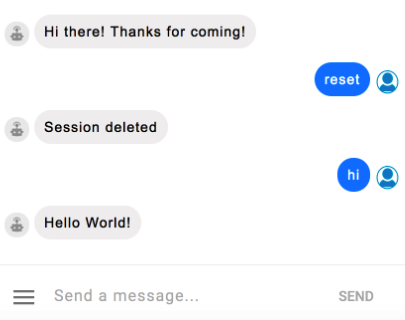 Hi there! Thanks for coming!
reset
Session deleted
hi
Hello World!
Send a message...
SEND